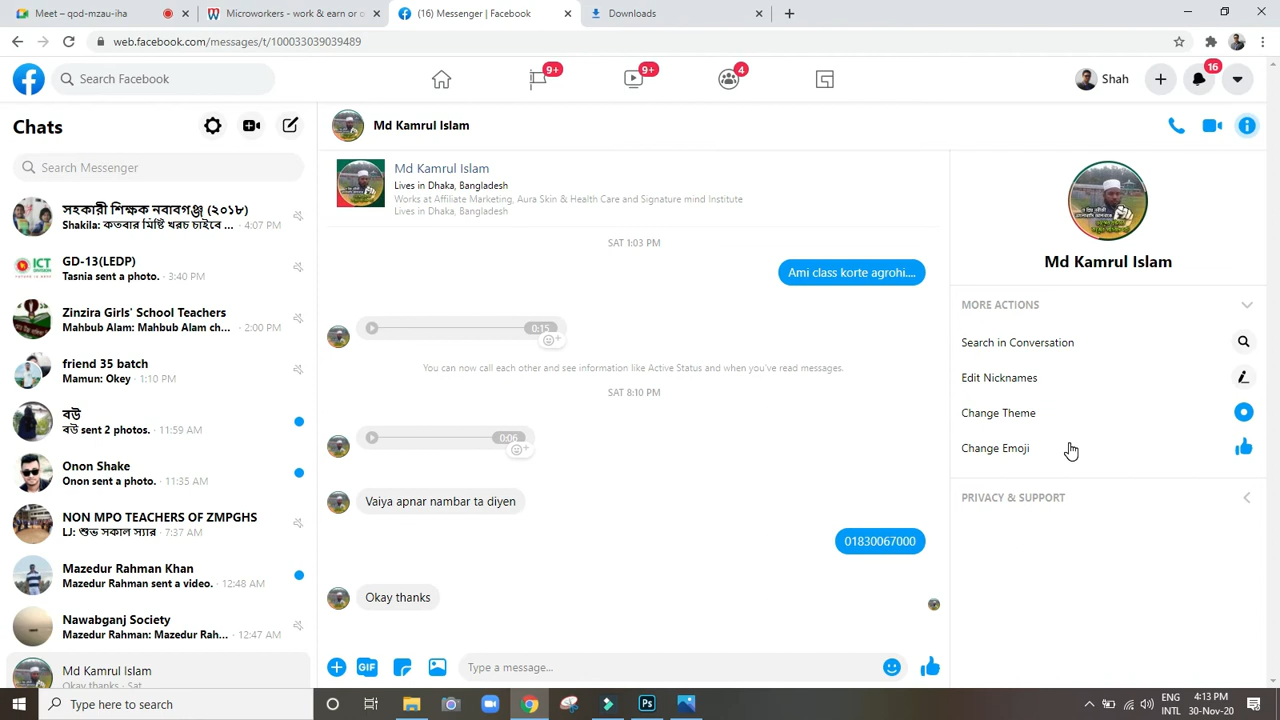 Meet – qod-mzau-iha
Microworkers - work & earn or o
(16) Messenger | Facebook
Downloads
web.facebook.com/messages/t/100033039039489
Search Facebook
9+
9+
4
Shah
16
Chats
Search Messenger
সহকারী শিক্ষক নবাবগঞ্জ (২০১৮)
Shakila: কতবার মিষ্টি খরচ চাইবে ... 4:07 PM
GD-13(LEDP)
Tasnia sent a photo. 3:40 PM
Zinzira Girls' School Teachers
Mahbub Alam: Mahbub Alam ch... 2:00 PM
friend 35 batch
Mamun: Okey 1:10 PM
বউ
বউ sent 2 photos. 11:59 AM
Onon Shake
Onon sent a photo. 11:35 AM
NON MPO TEACHERS OF ZMPGHS
LJ: শুভ সকাল স্যার 7:37 AM
Mazedur Rahman Khan
Mazedur Rahman sent a video. 12:48 AM
Nawabganj Society
Mazedur Rahman: Mazedur Rah... 12:47 AM
Md Kamrul Islam
Okay thanks · Sat
Md Kamrul Islam
Md Kamrul Islam
Lives in Dhaka, Bangladesh
Works at Affiliate Marketing, Aura Skin & Health Care and Signature mind Institute
Lives in Dhaka, Bangladesh
SAT 1:03 PM
Ami class korte agrohi....
0:15
You can now call each other and see information like Active Status and when you've read messages.
SAT 8:10 PM
0:06
Vaiya apnar nambar ta diyen
01830067000
Okay thanks
GIF
Type a message...
Md Kamrul Islam
MORE ACTIONS
Search in Conversation
Edit Nicknames
Change Theme
Change Emoji
PRIVACY & SUPPORT
Type here to search
Ps
ENG
INTL
4:13 PM
30-Nov-20